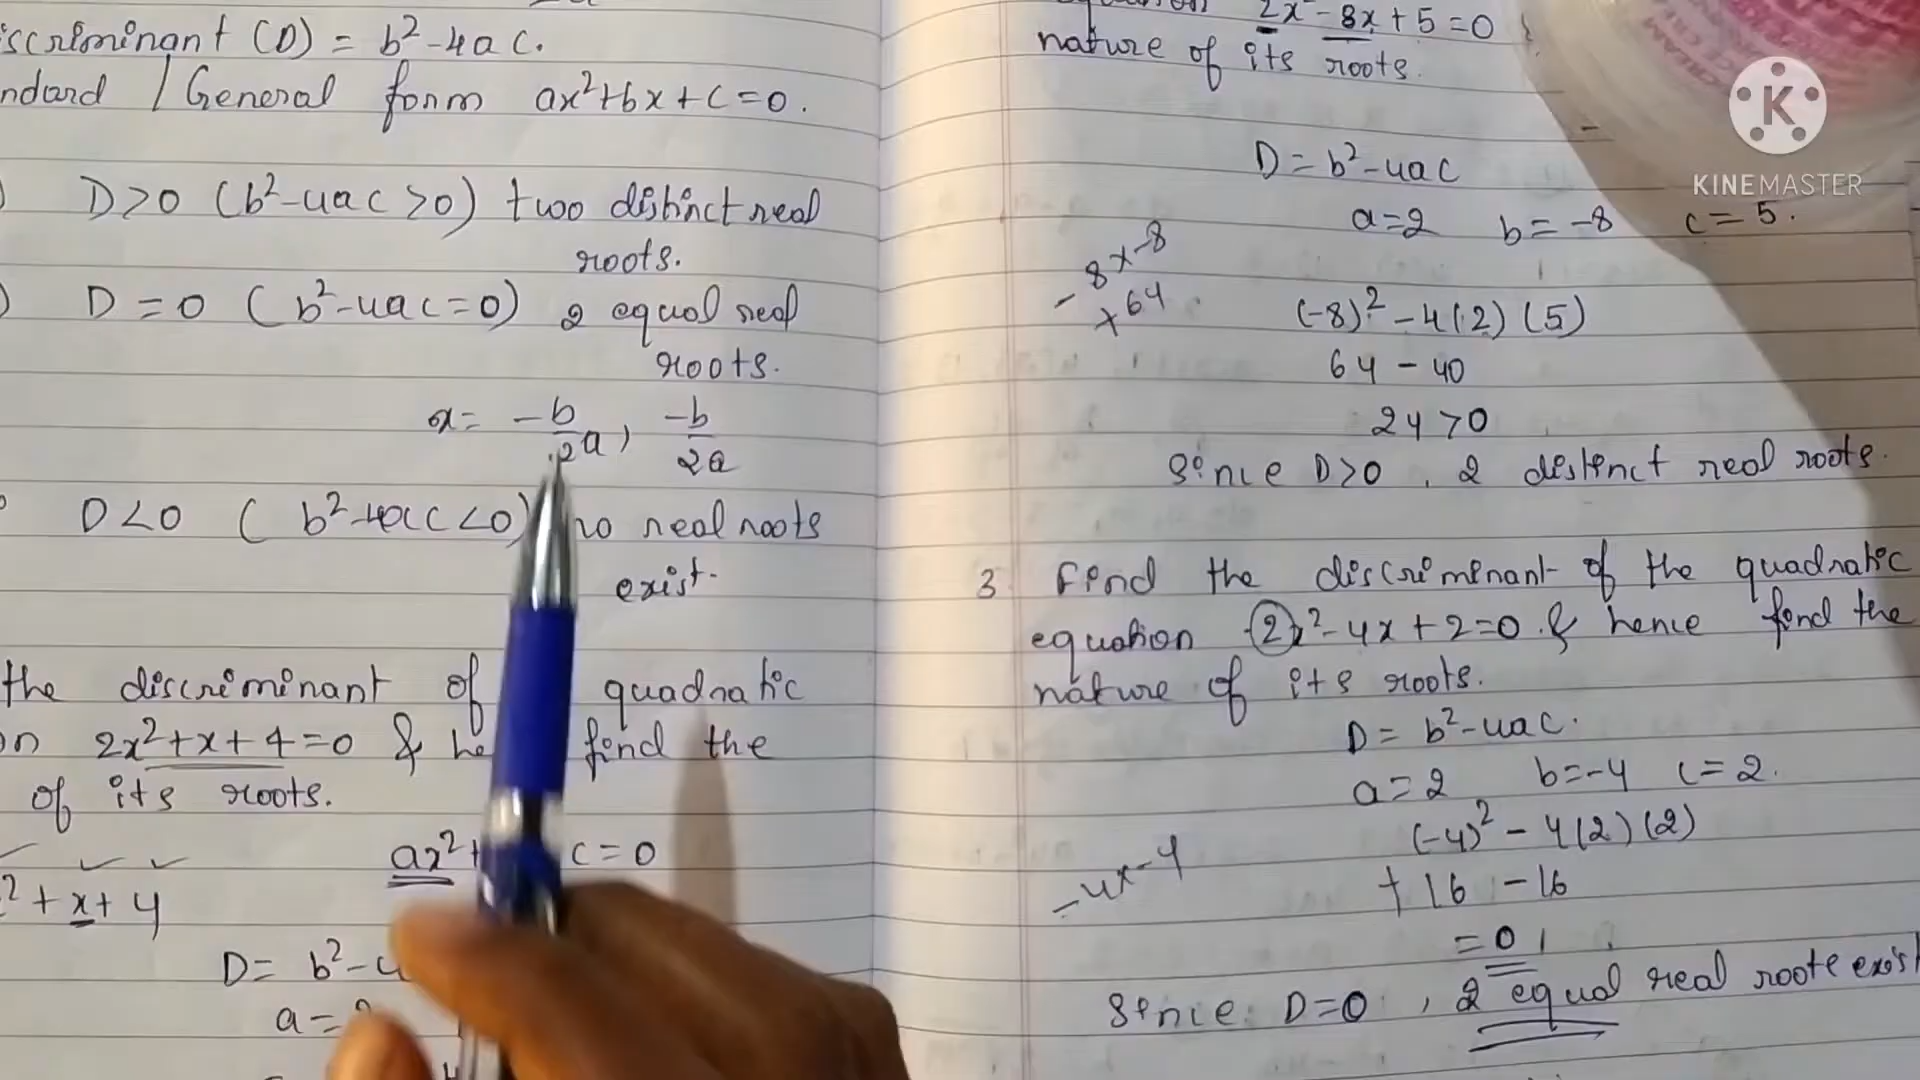 Discriminant (D) = b²-4ac.
Standard / General form ax²+bx+c=0.
D>0 (b²-4ac>0) two distinct real
roots.
D=0 (b²-4ac=0) 2 equal real
roots.
x= -b/2a, -b/2a
D<0 (b²-4ac<0) no real roots
exist.
the discriminant of quadratic
2x²+x+4=0 & find the
of its roots.
ax²+ c=0
² + x + 4
D= b²-4
a=2
2x²-8x+5=0
nature of its roots.
D=b²-4ac
a=2 b=-8 c=5.
-8x-8
+64
(-8)²-4(2)(5)
64-40
24>0
Since D>0, 2 distinct real roots.
3 Find the discriminant of the quadratic
equation 2x²-4x+2=0 & hence find the
nature of its roots.
D=b²-4ac.
a=2 b=-4 c=2.
(-4)²-4(2)(2)
-4x-4
+16-16
=0
Since D=0, 2 equal real roote exist
KINEMASTER